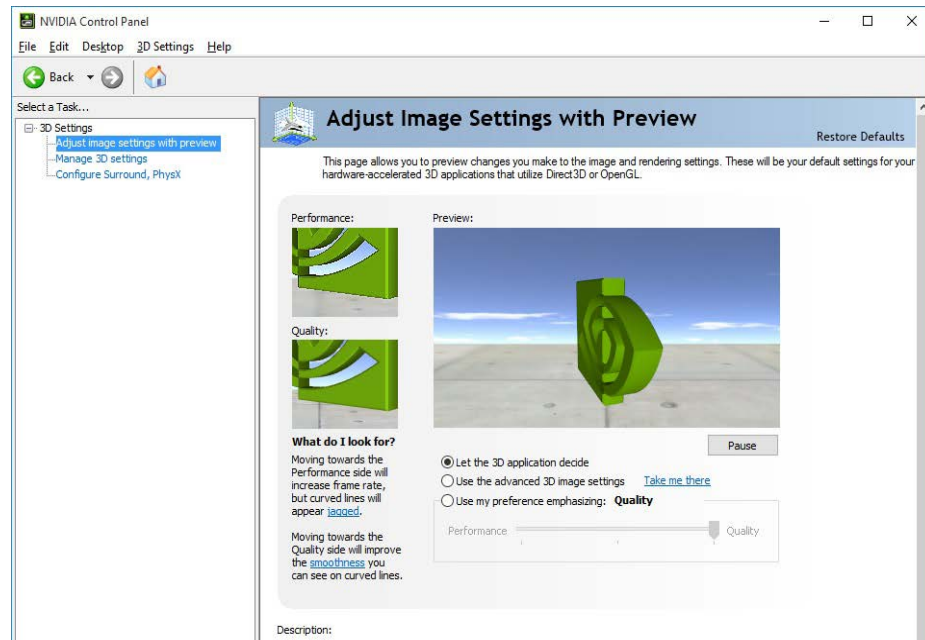 NVIDIA Control Panel
File Edit Desktop 3D Settings Help
Back
Select a Task...
3D Settings
Adjust image settings with preview
Manage 3D settings
Configure Surround, PhysX
Adjust Image Settings with Preview
Restore Defaults
This page allows you to preview changes you make to the image and rendering settings. These will be your default settings for your
hardware-accelerated 3D applications that utilize Direct3D or OpenGL.
Performance:
Quality:
What do I look for?
Moving towards the
Performance side will
increase frame rate,
but curved lines will
appear jagged.
Moving towards the
Quality side will improve
the smoothness you
can see on curved lines.
Preview:
Pause
Let the 3D application decide
Use the advanced 3D image settings Take me there
Use my preference emphasizing: Quality
Performance Quality
Description: